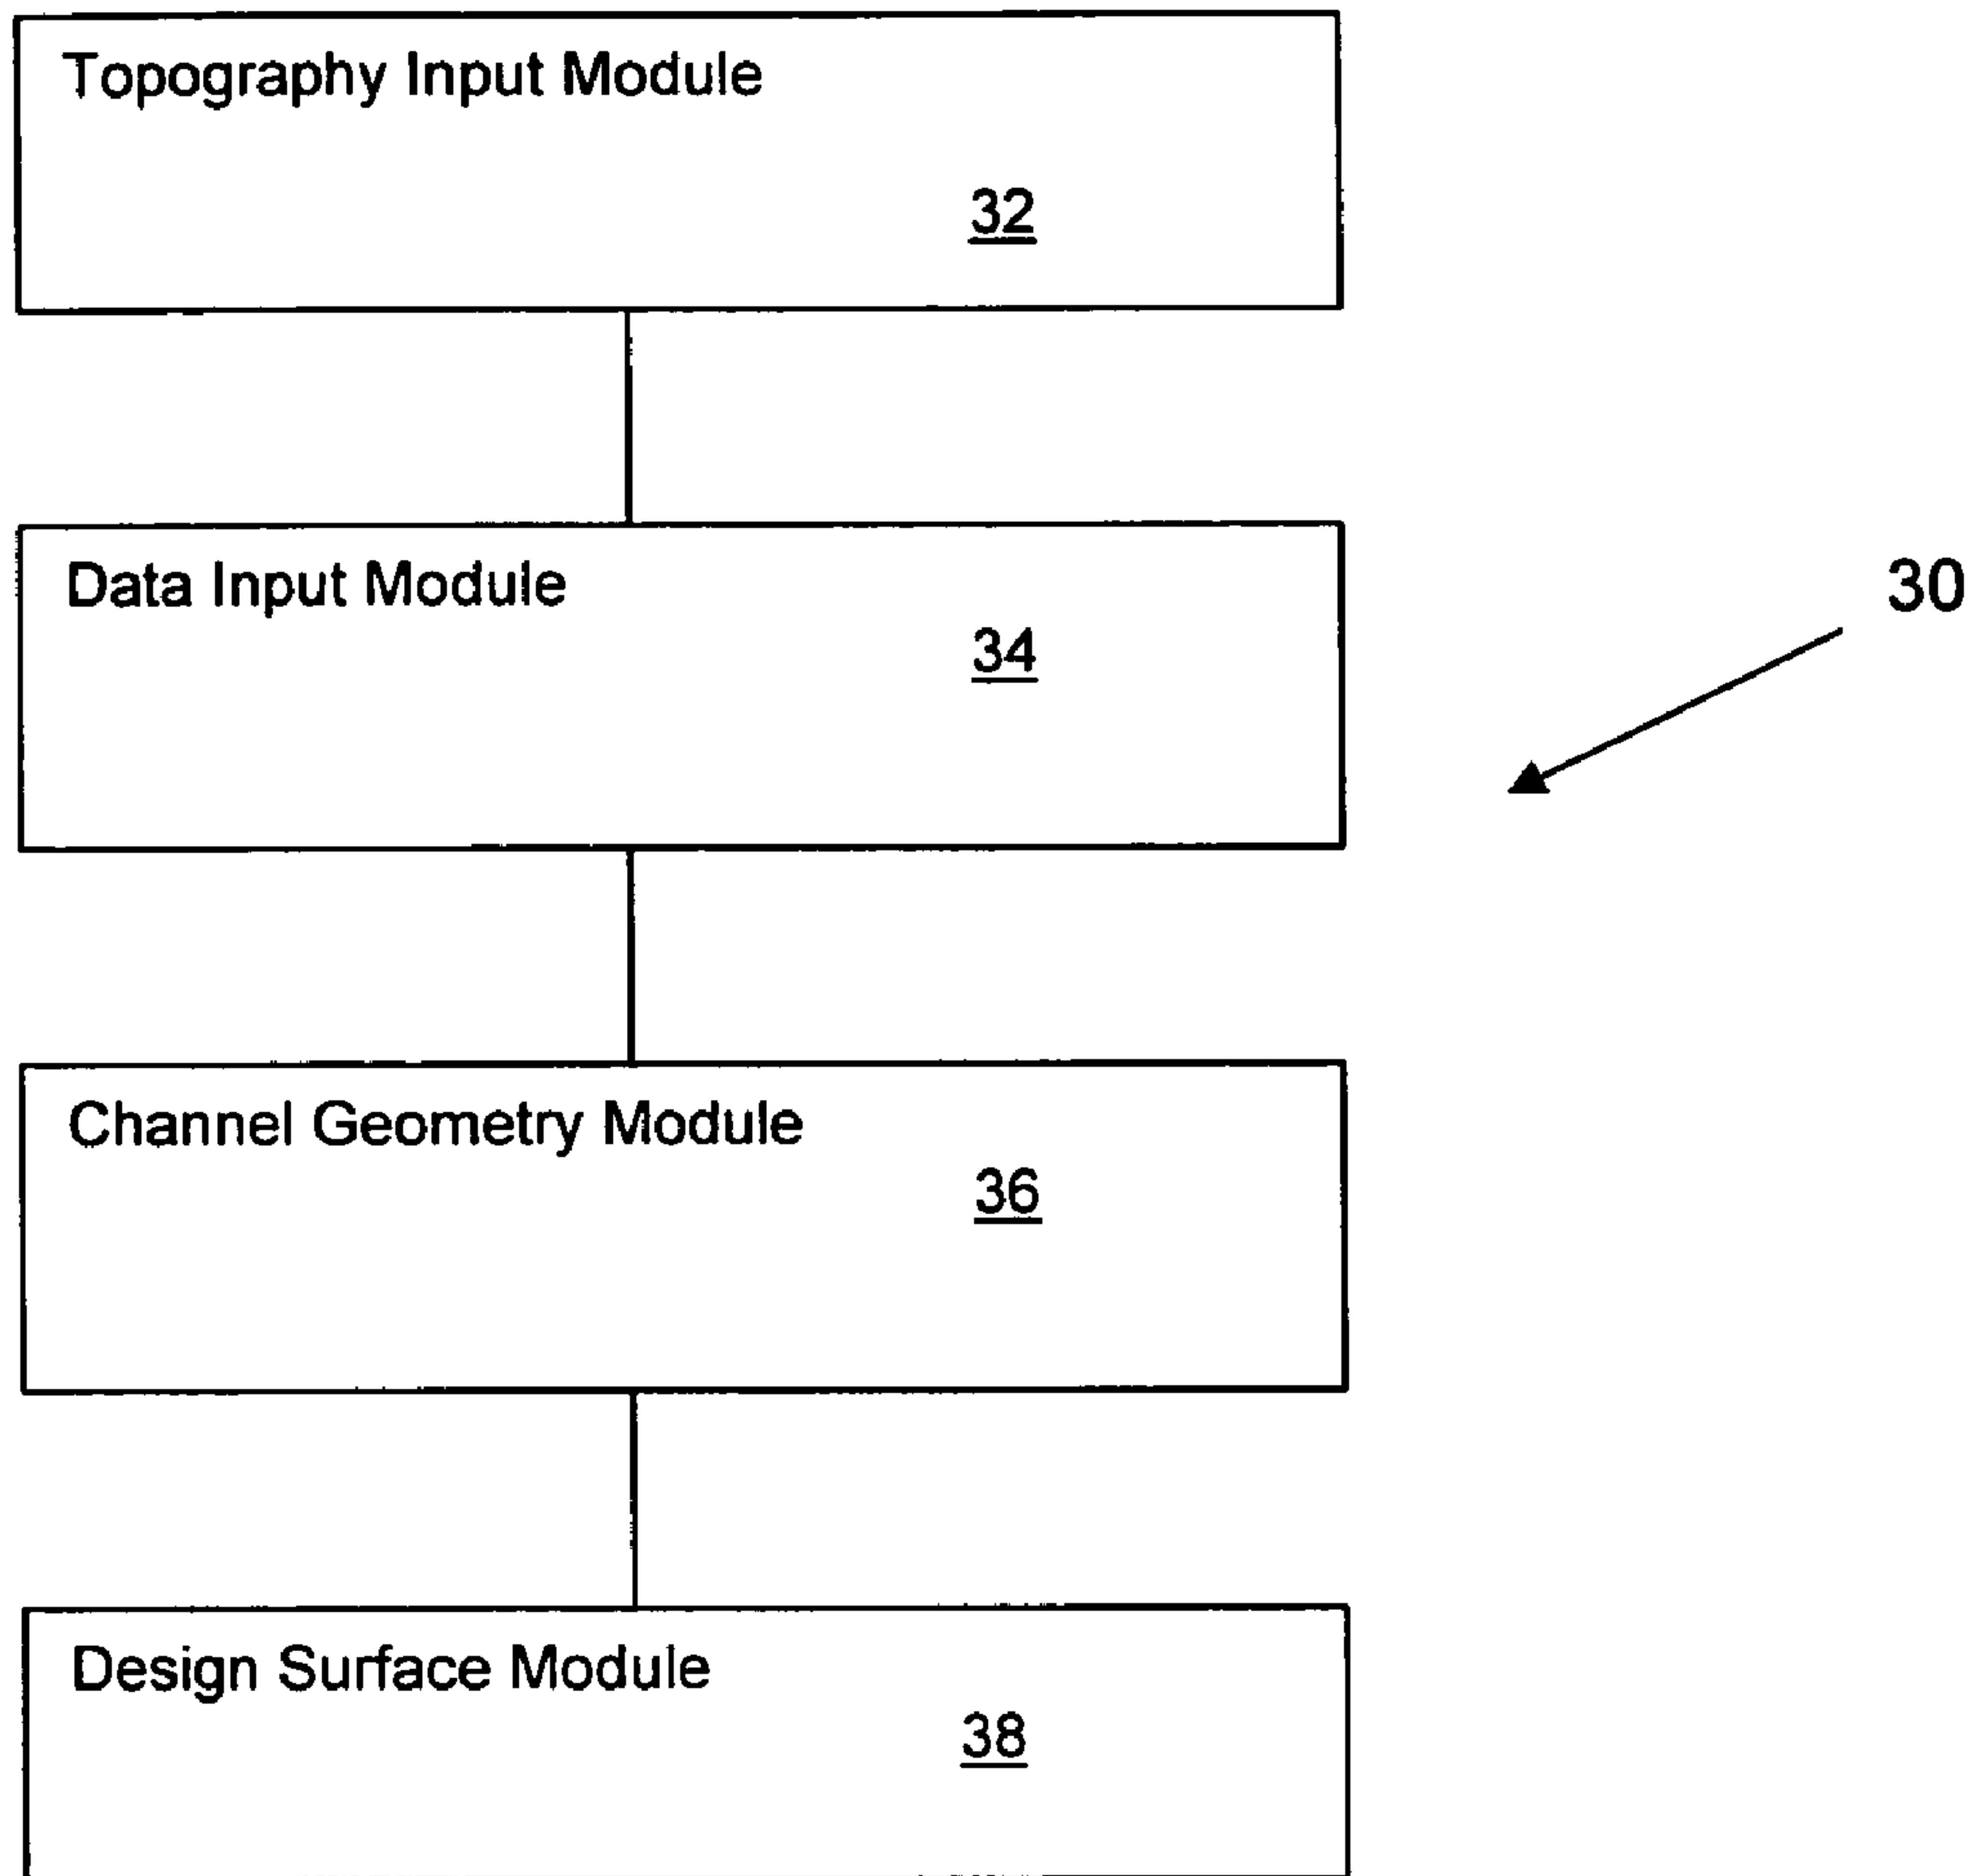 Topography Input Module
32
Data Input Module
34
30
Channel Geometry Module
36
Design Surface Module
38